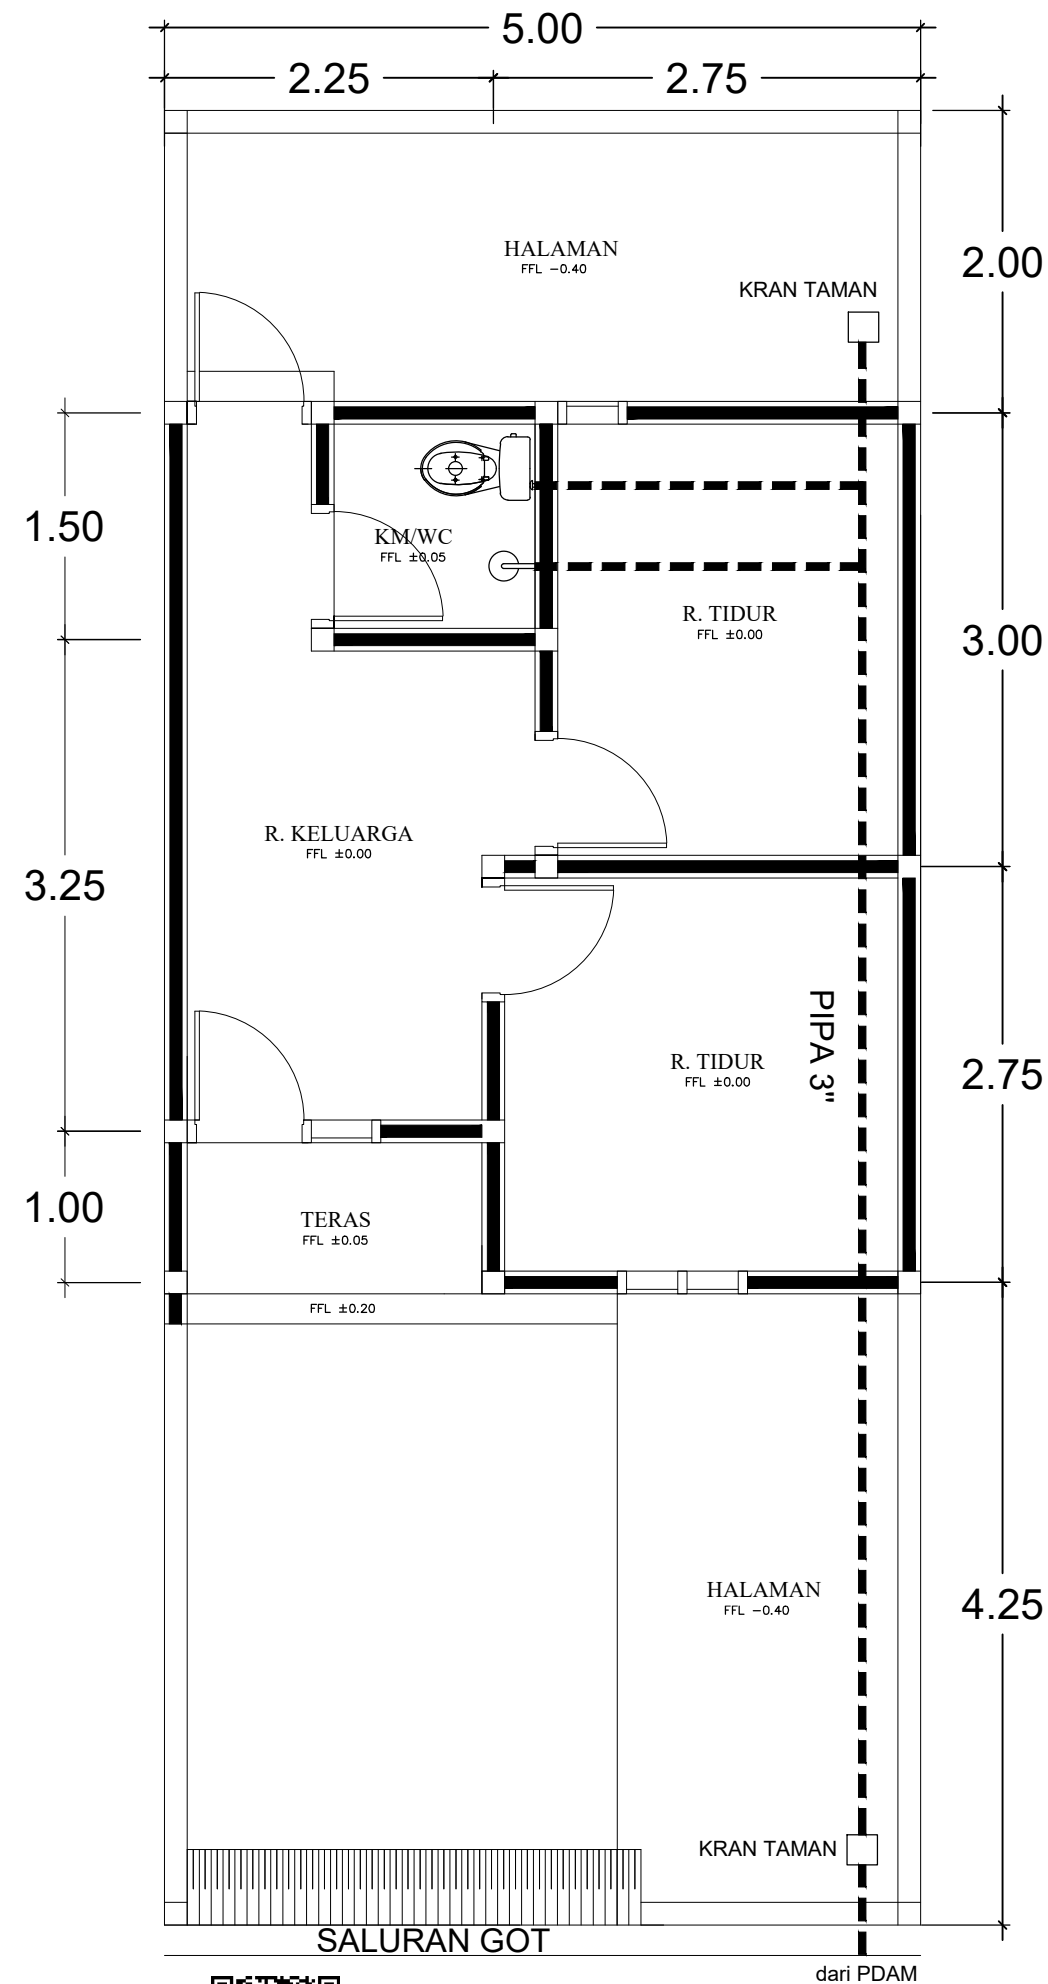 5.00
2.25
2.75
HALAMAN
FFL -0.40
2.00
KRAN TAMAN
1.50
KM/WC
FFL ±0.05
R. TIDUR
FFL ±0.00
3.00
R. KELUARGA
FFL ±0.00
3.25
PIPA 3"
R. TIDUR
FFL ±0.00
2.75
1.00
TERAS
FFL ±0.05
FFL ±0.20
HALAMAN
FFL -0.40
4.25
KRAN TAMAN
SALURAN GOT
dari PDAM